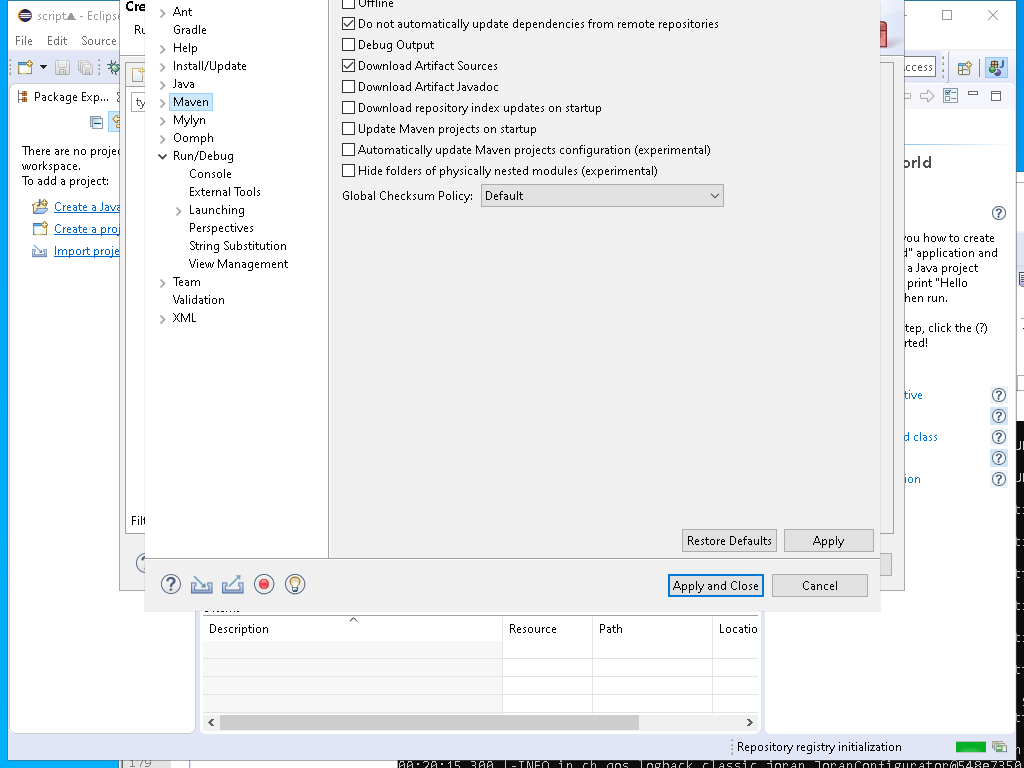 script - Eclipse
File Edit Source
Package Exp...
There are no proje
workspace.
To add a project:
Create a Java
Create a proj
Import proje
Cre
Ru
ty
Filt
Ant
Gradle
Help
Install/Update
Java
Maven
Mylyn
Oomph
Run/Debug
Console
External Tools
Launching
Perspectives
String Substitution
View Management
Team
Validation
XML
Offline
Do not automatically update dependencies from remote repositories
Debug Output
Download Artifact Sources
Download Artifact Javadoc
Download repository index updates on startup
Update Maven projects on startup
Automatically update Maven projects configuration (experimental)
Hide folders of physically nested modules (experimental)
Global Checksum Policy: Default
Restore Defaults Apply
Apply and Close Cancel
ccess
orld
you how to create
d" application and
a Java project
print "Hello
hen run.
tep, click the (?)
rted!
tive
d class
ion
Description Resource Path Locatio
Repository registry initialization
179
00:20:15,300 |-INFO in ch.qos.logback.classic.joran.JoranConfigurator@548e7350